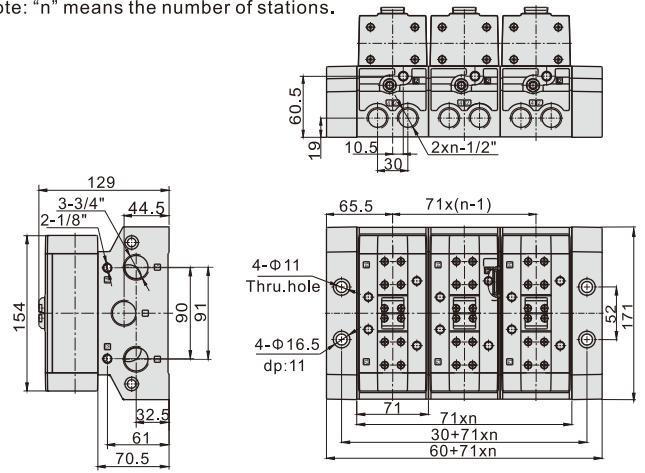 ote: “n” means the number of stations.
60.5
19
10.5
30
2xn-1/2"
129
3-3/4"
2-1/8"
44.5
154
90
91
32.5
61
70.5
65.5
71x(n-1)
4-Φ11
Thru.hole
4-Φ16.5
dp:11
52
171
71
71xn
30+71xn
60+71xn